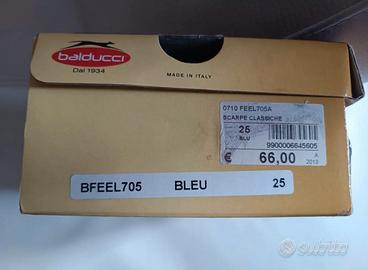 balducci
Dal 1934
MADE IN ITALY
0710 FEEL705A
SCARPE CLASSICHE
25
BLU
9900006645605
€ 66,00 A
2010
BFEEL705 BLEU 25
subito